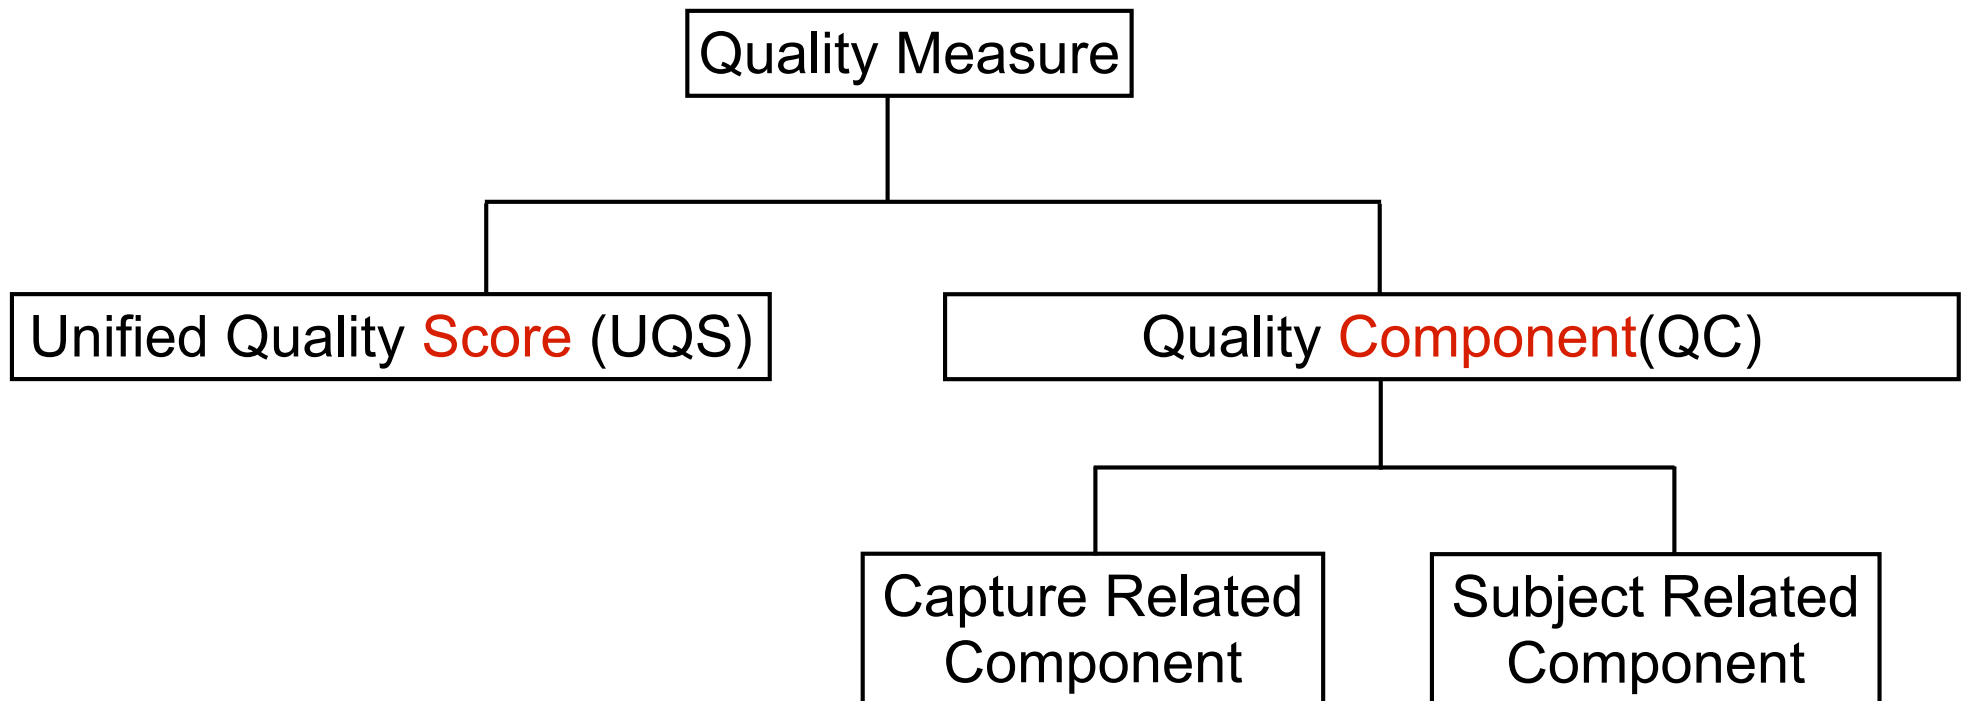 Quality Measure
Unified Quality Score (UQS)
Quality Component(QC)
Capture Related
Component
Subject Related
Component